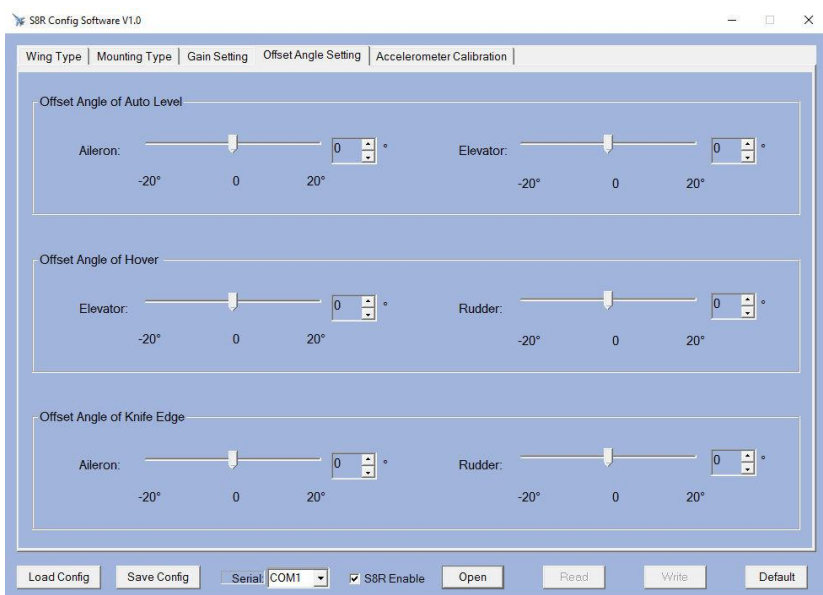 S8R Config Software V1.0
Wing Type Mounting Type Gain Setting Offset Angle Setting Accelerometer Calibration
Offset Angle of Auto Level
Aileron: 0 ° Elevator: 0 °
-20° 0 20° -20° 0 20°
Offset Angle of Hover
Elevator: 0 ° Rudder: 0 °
-20° 0 20° -20° 0 20°
Offset Angle of Knife Edge
Aileron: 0 ° Rudder: 0 °
-20° 0 20° -20° 0 20°
Load Config Save Config Serial: COM1 S8R Enable Open Read Write Default